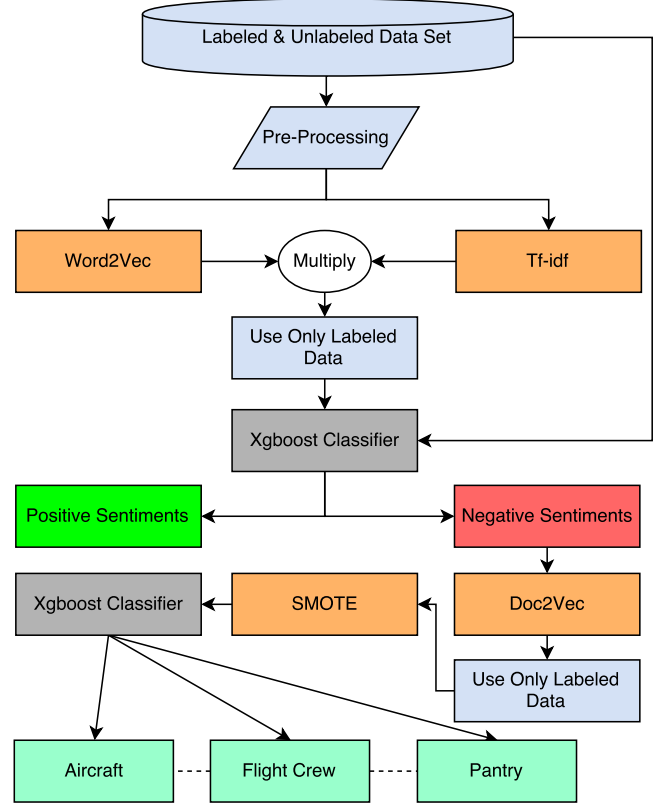 Labeled & Unlabeled Data Set
Pre-Processing
Word2Vec
Multiply
Tf-idf
Use Only Labeled
Data
Xgboost Classifier
Positive Sentiments
Negative Sentiments
Xgboost Classifier
SMOTE
Doc2Vec
Use Only Labeled
Data
Aircraft
Flight Crew
Pantry